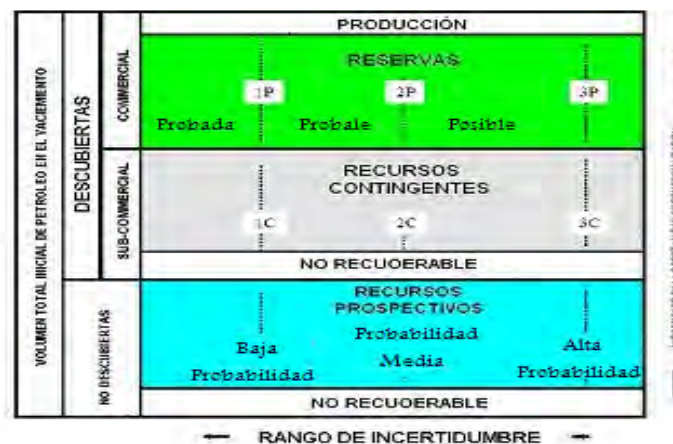 PRODUCCIÓN
RESERVAS
1P 2P 3P
Probada Probale Posible
RECURSOS
CONTINGENTES
1C 2C 3C
NO RECUOERABLE
RECURSOS
PROSPECTIVOS
Baja Probabilidad Alta
Probabilidad Media Probabilidad
NO RECUOERABLE
RANGO DE INCERTIDUMBRE
VOLUMEN TOTAL INICIAL DE PETROLEO EN EL YACIEMENTO
DESCUBIERTAS
COMMERCIAL
SUB-COMMERCIAL
NO DESCUBIERTAS